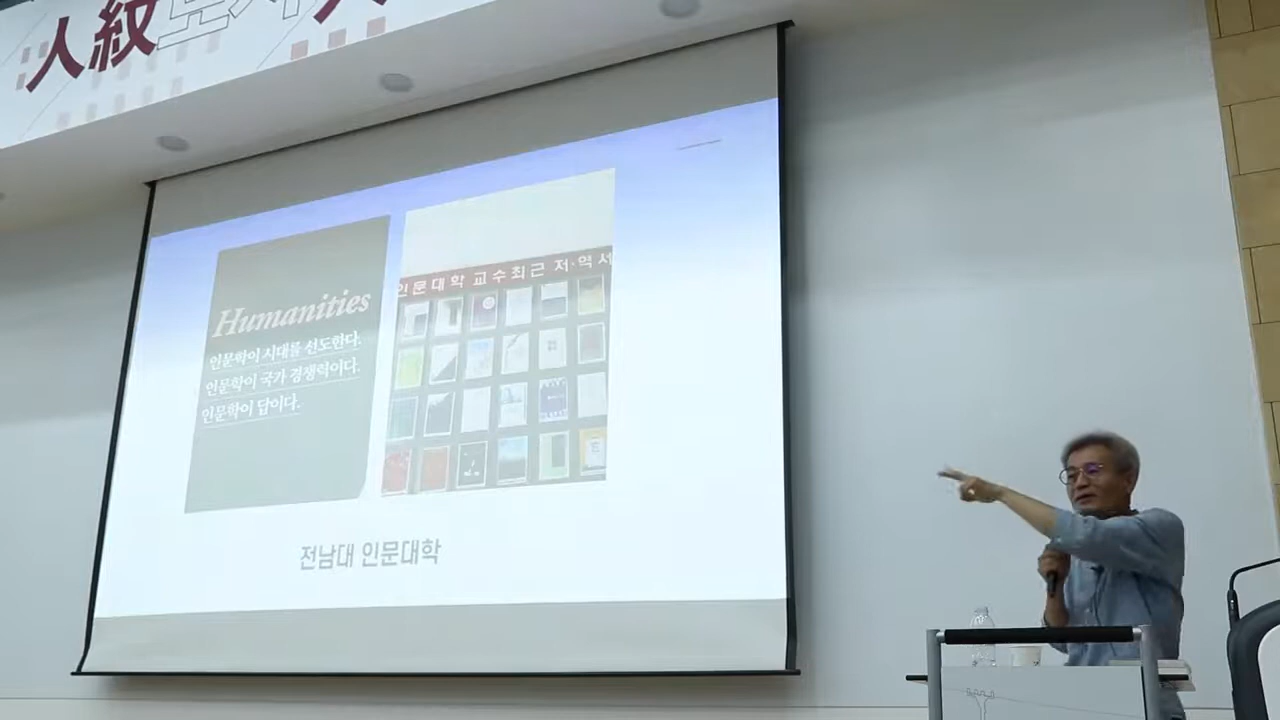 人紋도시
Humanities
인문학이 시대를 선도한다.
인문학이 국가 경쟁력이다.
인문학이 답이다.
인문대학 교수최근 저·역서
전남대 인문대학